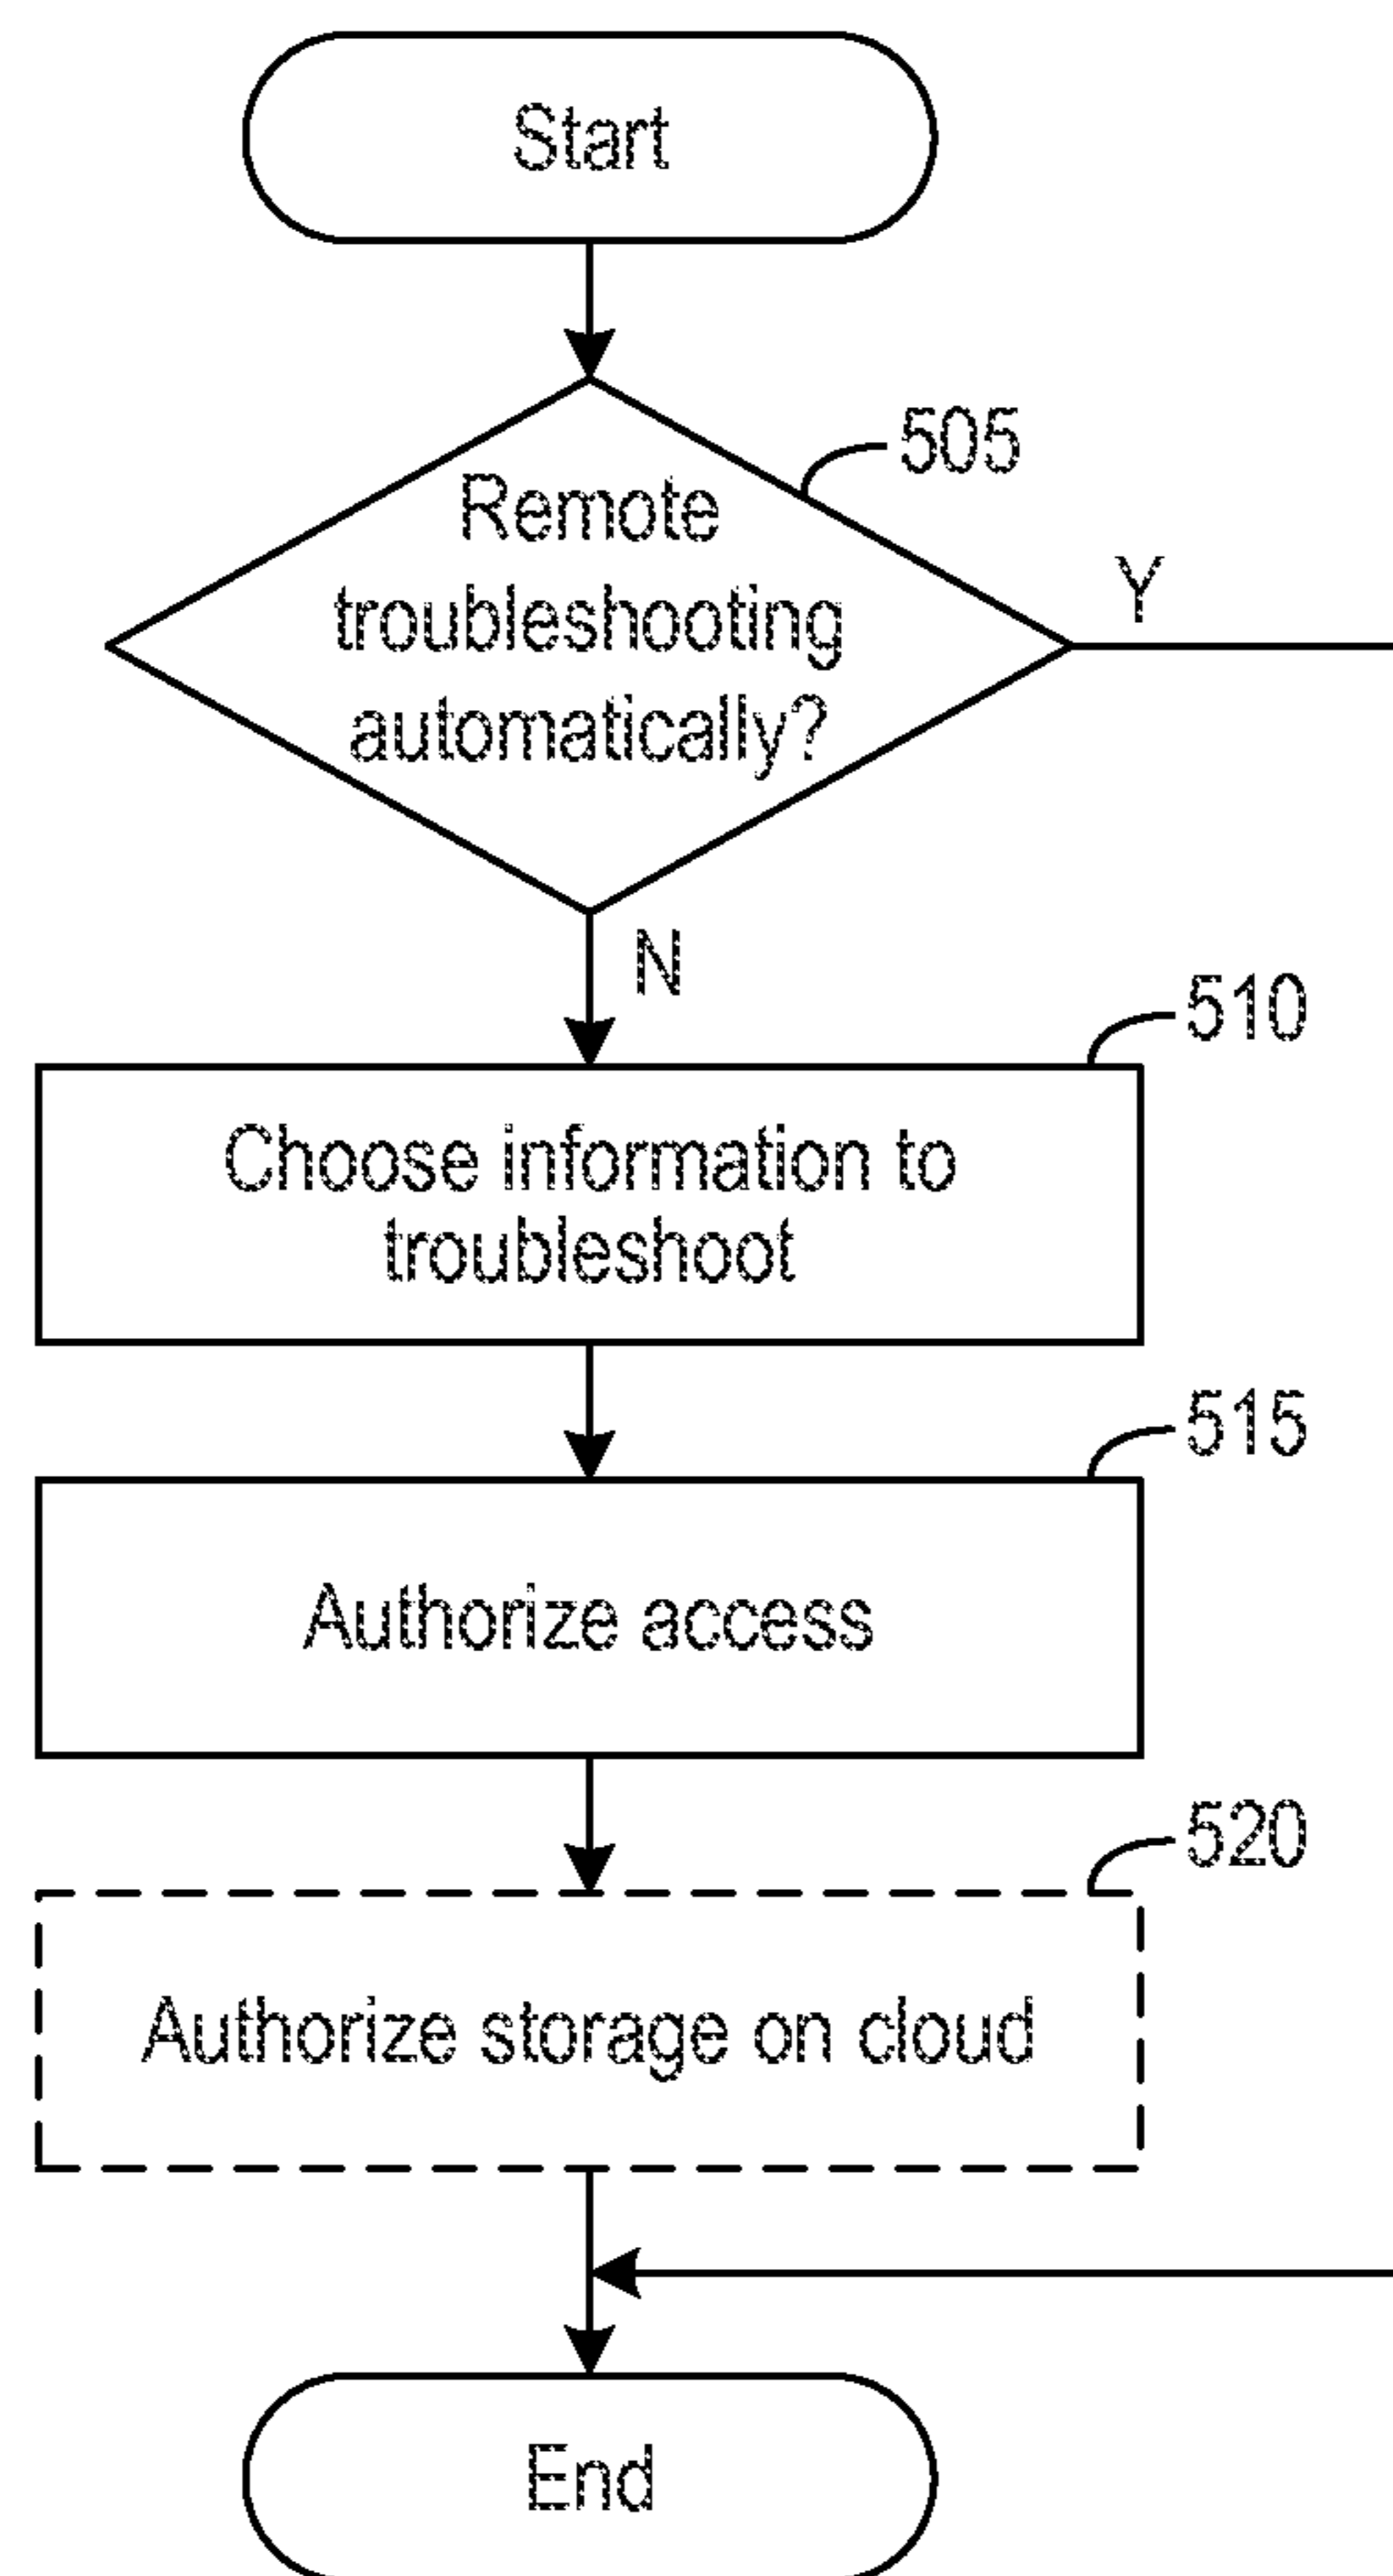 Start
505
Remote
troubleshooting
automatically?
Y
N
510
Choose information to
troubleshoot
515
Authorize access
520
Authorize storage on cloud
End